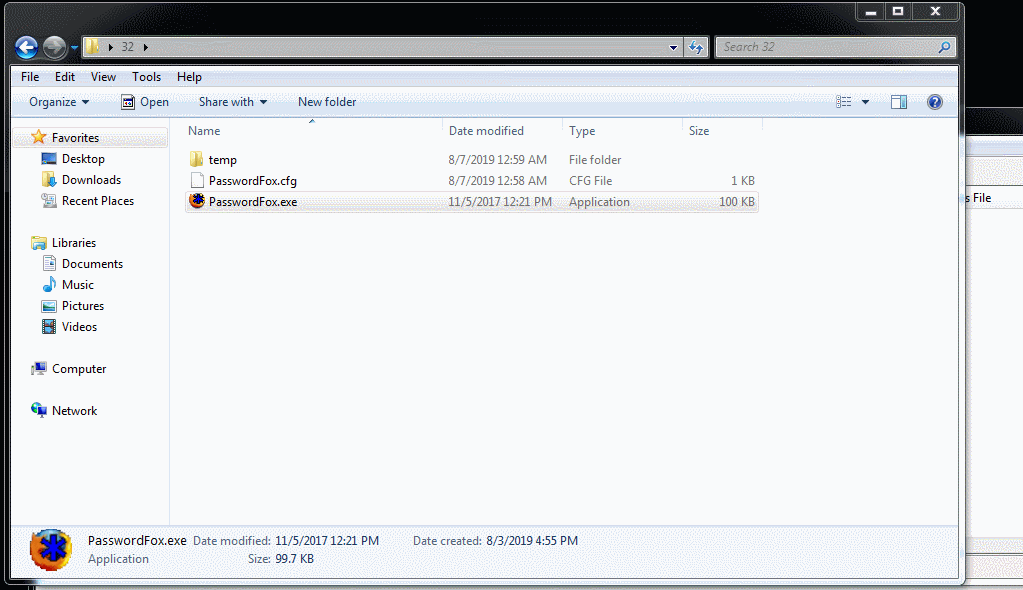 32
Search 32
File Edit View Tools Help
Organize Open Share with New folder
Name Date modified Type Size
Favorites
Desktop
Downloads
Recent Places
Libraries
Documents
Music
Pictures
Videos
Computer
Network
temp 8/7/2019 12:59 AM File folder
PasswordFox.cfg 8/7/2019 12:58 AM CFG File 1 KB
PasswordFox.exe 11/5/2017 12:21 PM Application 100 KB
s File
PasswordFox.exe Date modified: 11/5/2017 12:21 PM Date created: 8/3/2019 4:55 PM
Application Size: 99.7 KB